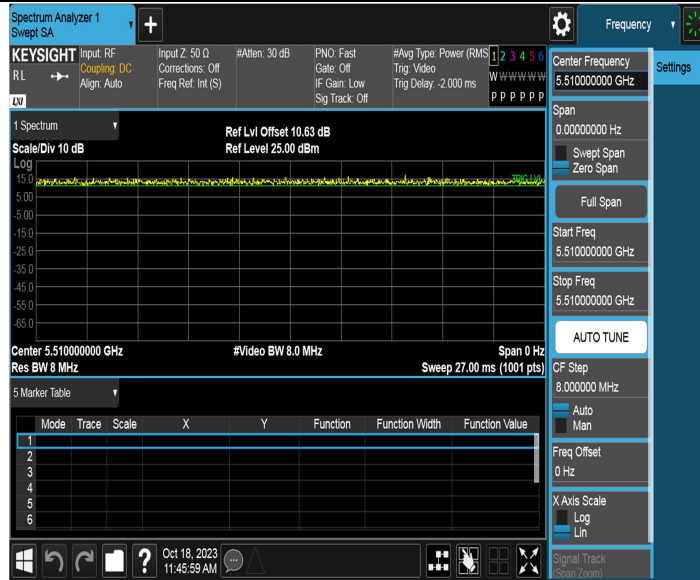 Spectrum Analyzer 1
Swept SA
Frequency
KEYSIGHT
RL
LXI
Input: RF
Coupling: DC
Align: Auto
Input Z: 50 Ω
Corrections: Off
Freq Ref: Int (S)
#Atten: 30 dB
PNO: Fast
Gate: Off
IF Gain: Low
Sig Track: Off
#Avg Type: Power (RMS
Trig: Video
Trig Delay: -2.000 ms
1 2 3 4 5 6
W W W W W W
P P P P P P
1 Spectrum
Scale/Div 10 dB
Ref Lvl Offset 10.63 dB
Ref Level 25.00 dBm
Log
TRIG LVL
15.0
5.00
-5.00
-15.0
-25.0
-35.0
-45.0
-55.0
-65.0
Center 5.510000000 GHz
#Video BW 8.0 MHz
Span 0 Hz
Res BW 8 MHz
Sweep 27.00 ms (1001 pts)
5 Marker Table
Mode Trace Scale X Y Function Function Width Function Value
1
2
3
4
5
6
Center Frequency
5.510000000 GHz
Settings
Span
0.00000000 Hz
Swept Span
Zero Span
Full Span
Start Freq
5.510000000 GHz
Stop Freq
5.510000000 GHz
AUTO TUNE
CF Step
8.000000 MHz
Auto
Man
Freq Offset
0 Hz
X Axis Scale
Log
Lin
Signal Track
(Span Zoom)
?
Oct 18, 2023
11:45:59 AM